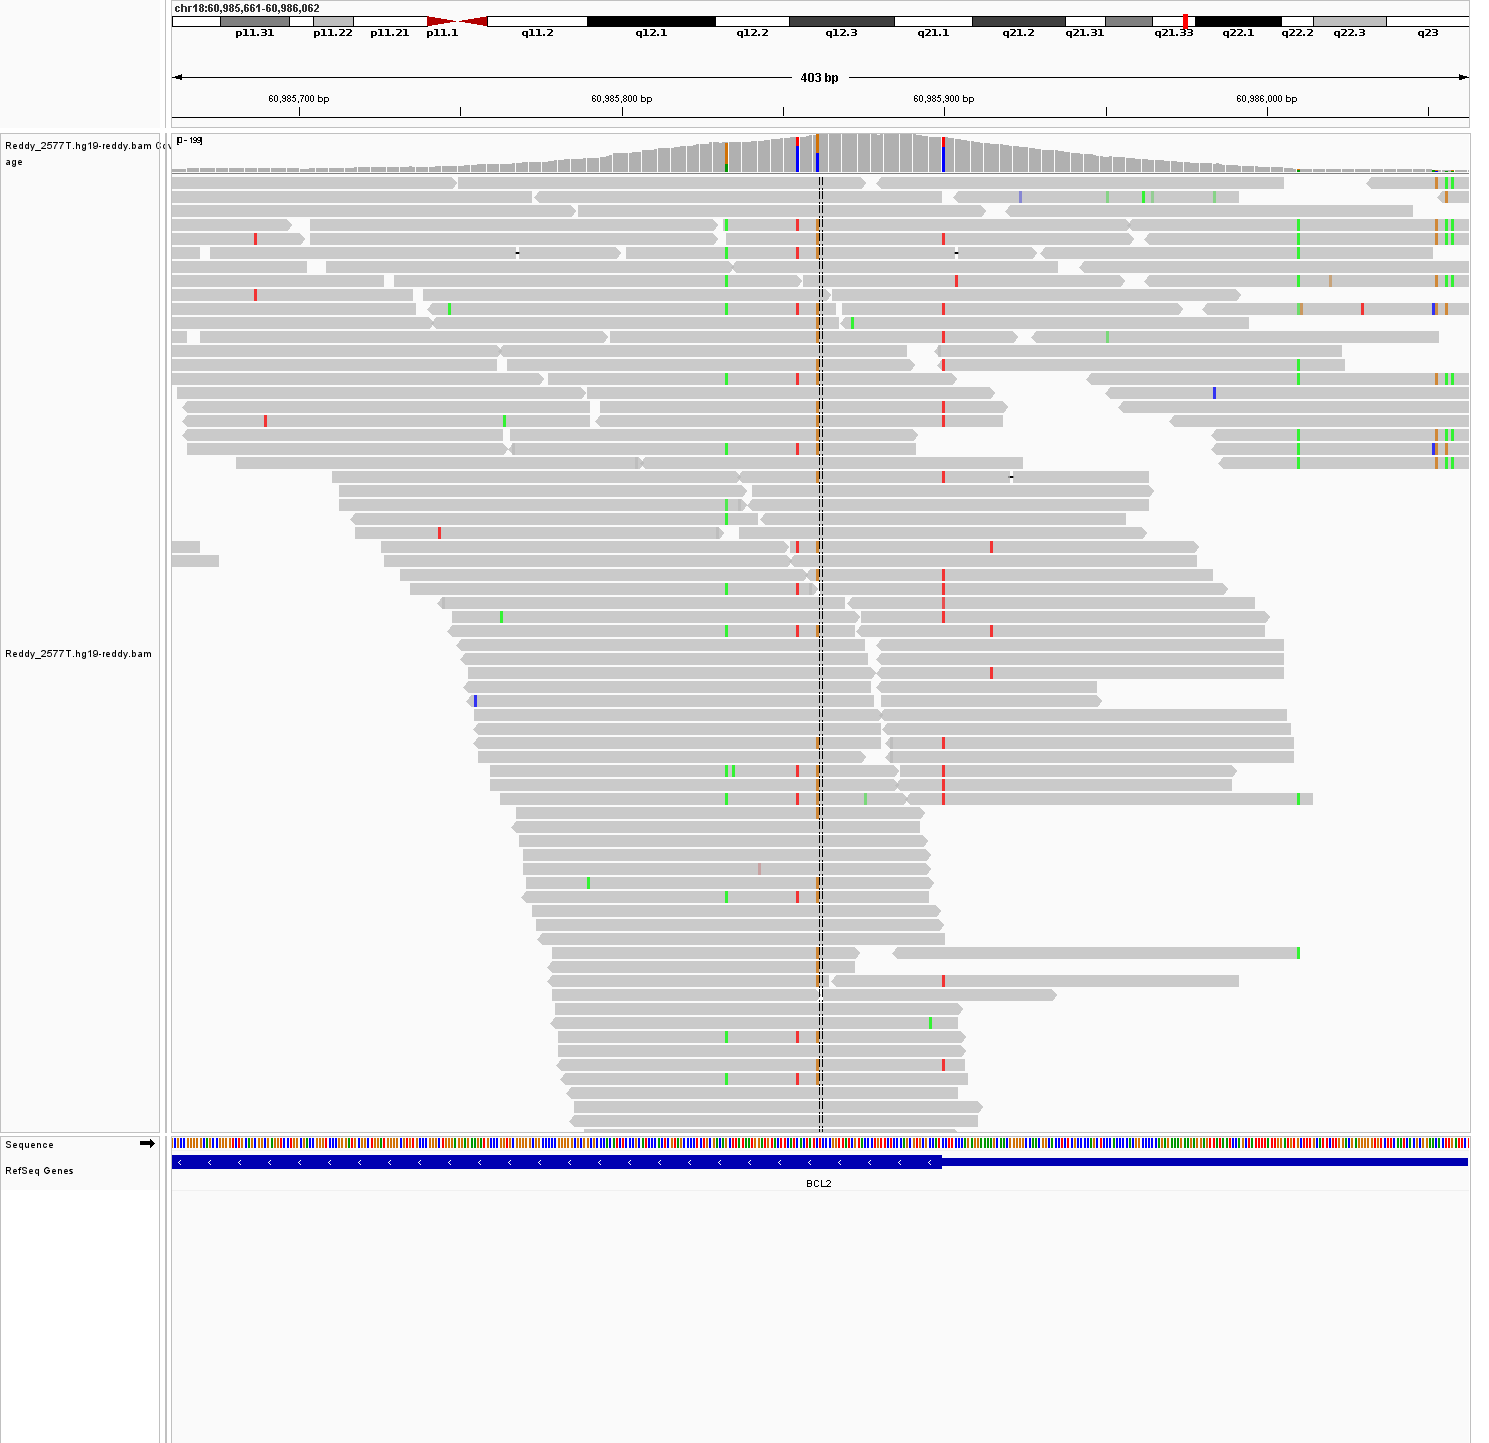 chr18:60,985,661-60,986,062
p11.31 p11.22 p11.21 p11.1 q11.2 q12.1 q12.2 q12.3 q21.1 q21.2 q21.31 q21.33 q22.1 q22.2 q22.3 q23
403 bp
60,985,700 bp 60,985,800 bp 60,985,900 bp 60,986,000 bp
Reddy_2577T.hg19-reddy.bam Cov
age
[0 - 199]
Reddy_2577T.hg19-reddy.bam
Sequence
RefSeq Genes
BCL2